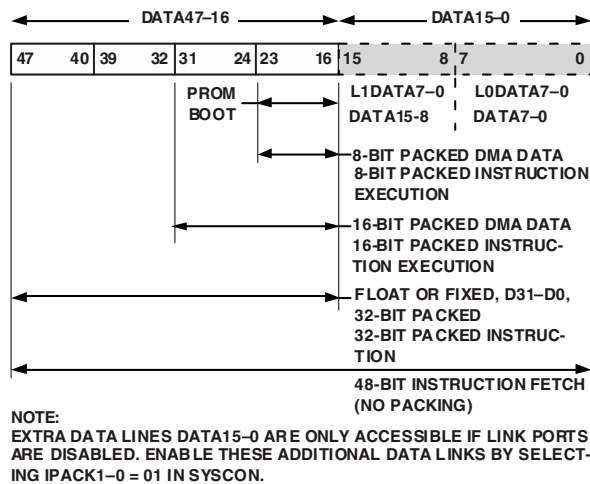 DATA47–16 DATA15–0
47 40 39 32 31 24 23 16 15 8 7 0
PROM
BOOT
L1DATA7–0 L0DATA7–0
DATA15-8 DATA7–0
8-BIT PACKED DMA DATA
8-BIT PACKED INSTRUCTION
EXECUTION
16-BIT PACKED DMA DATA
16-BIT PACKED INSTRUC-
TION EXECUTION
FLOAT OR FIXED, D31–D0,
32-BIT PACKED
32-BIT PACKED INSTRUC-
TION
48-BIT INSTRUCTION FETCH
(NO PACKING)
NOTE:
EXTRA DATA LINES DATA15–0 ARE ONLY ACCESSIBLE IF LINK PORTS
ARE DISABLED. ENABLE THESE ADDITIONAL DATA LINKS BY SELECT-
ING IPACK1–0 = 01 IN SYSCON.